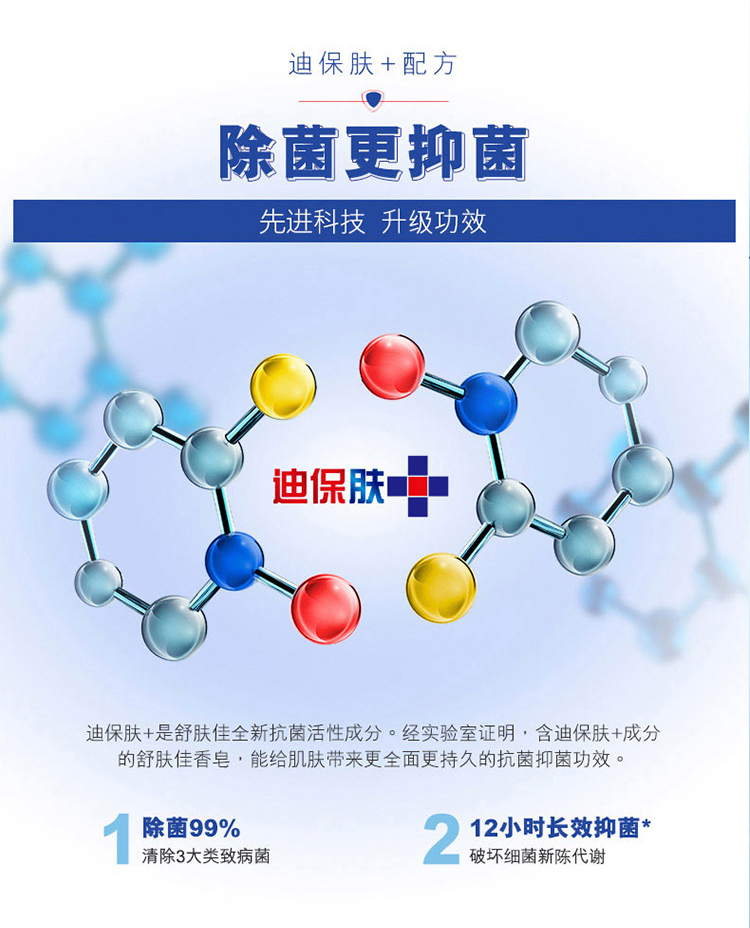 迪保肤+配方
除菌更抑菌
先进科技 升级功效
迪保肤
迪保肤+是舒肤佳全新抗菌活性成分。经实验室证明,含迪保肤+成分
的舒肤佳香皂,能给肌肤带来更全面更持久的抗菌抑菌功效。
1 除菌99%
清除3大类致病菌
2 12小时长效抑菌*
破坏细菌新陈代谢